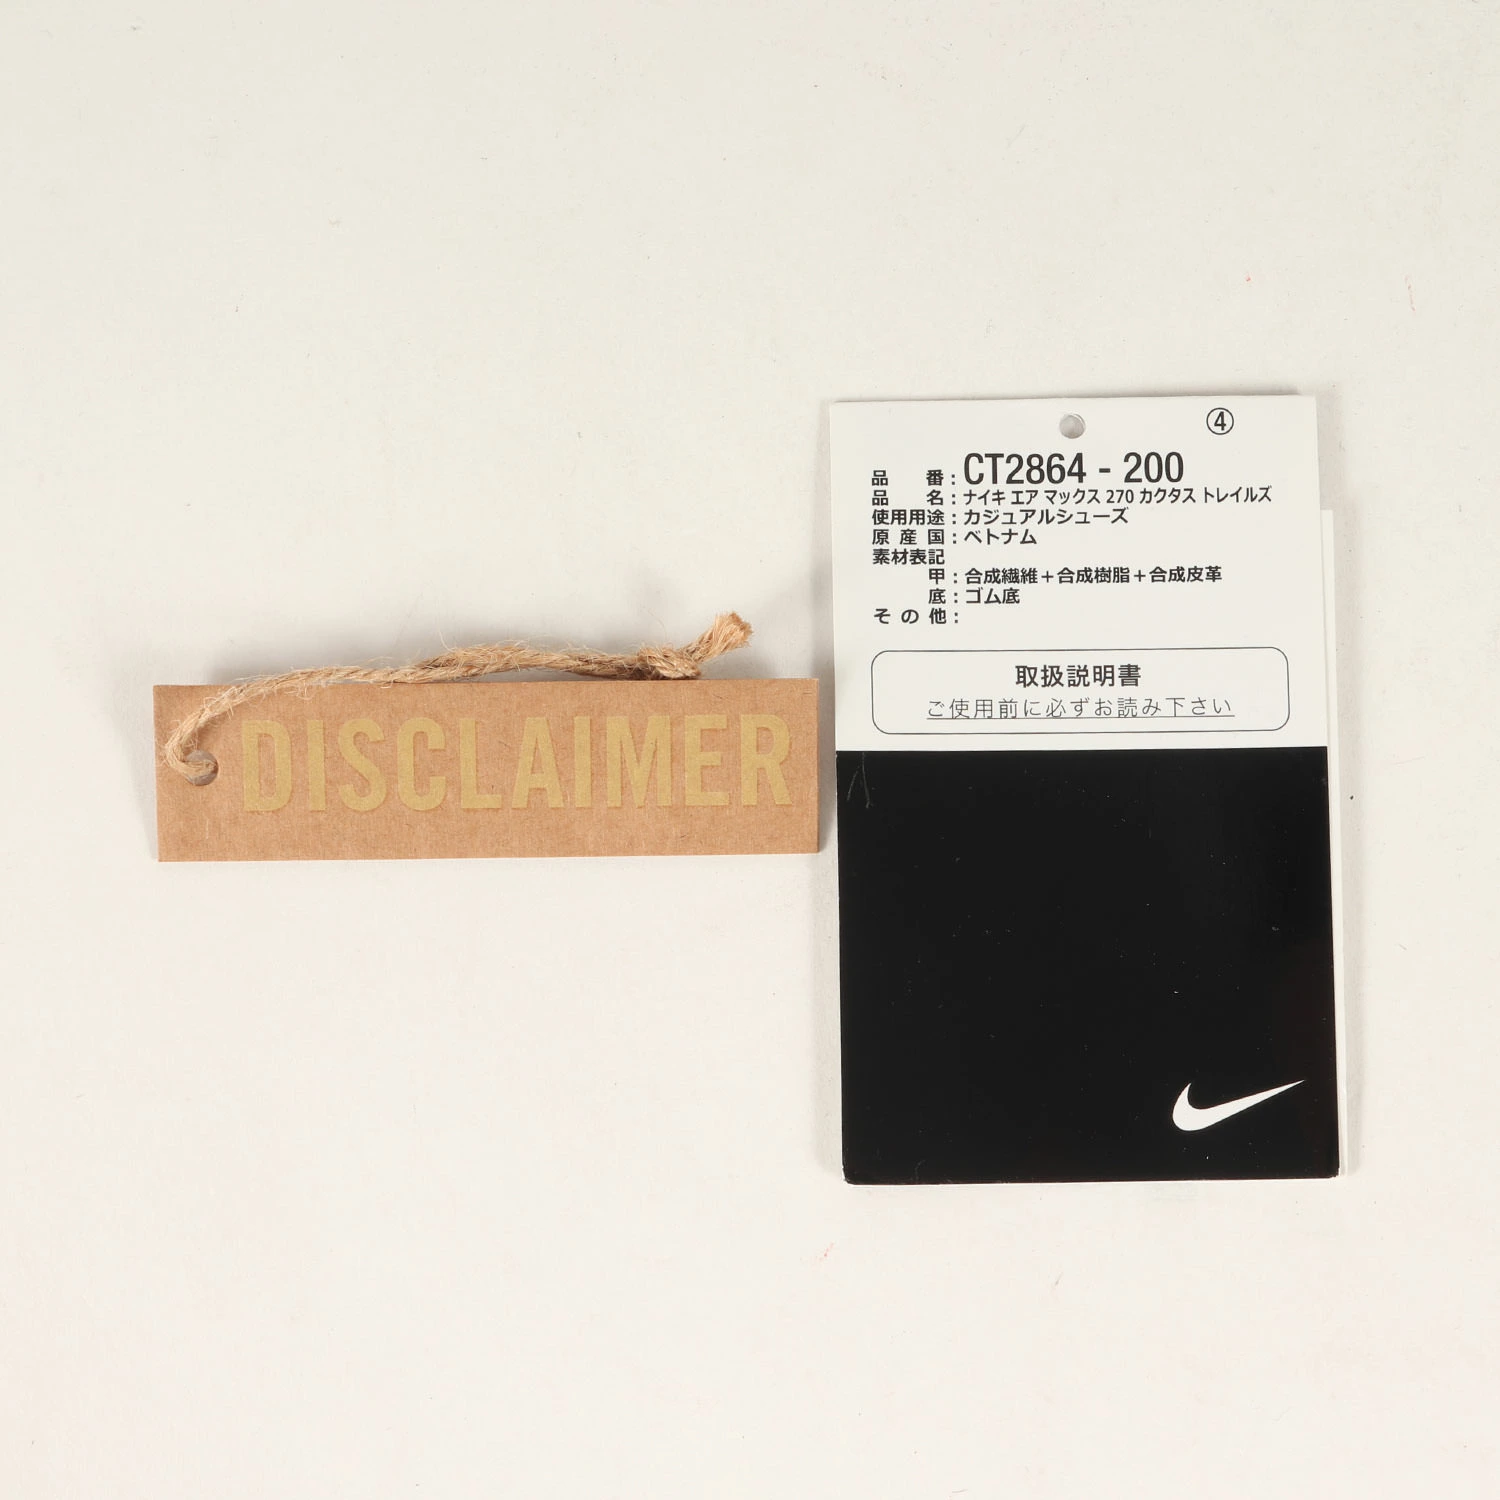 DISCLAIMER
④
品番:CT2864 - 200
品名:ナイキ エア マックス 270 カクタス トレイルズ
使用用途:カジュアルシューズ
原産国:ベトナム
素材表記
甲:合成繊維+合成樹脂+合成皮革
底:ゴム底
その他:
取扱説明書
ご使用前に必ずお読み下さい